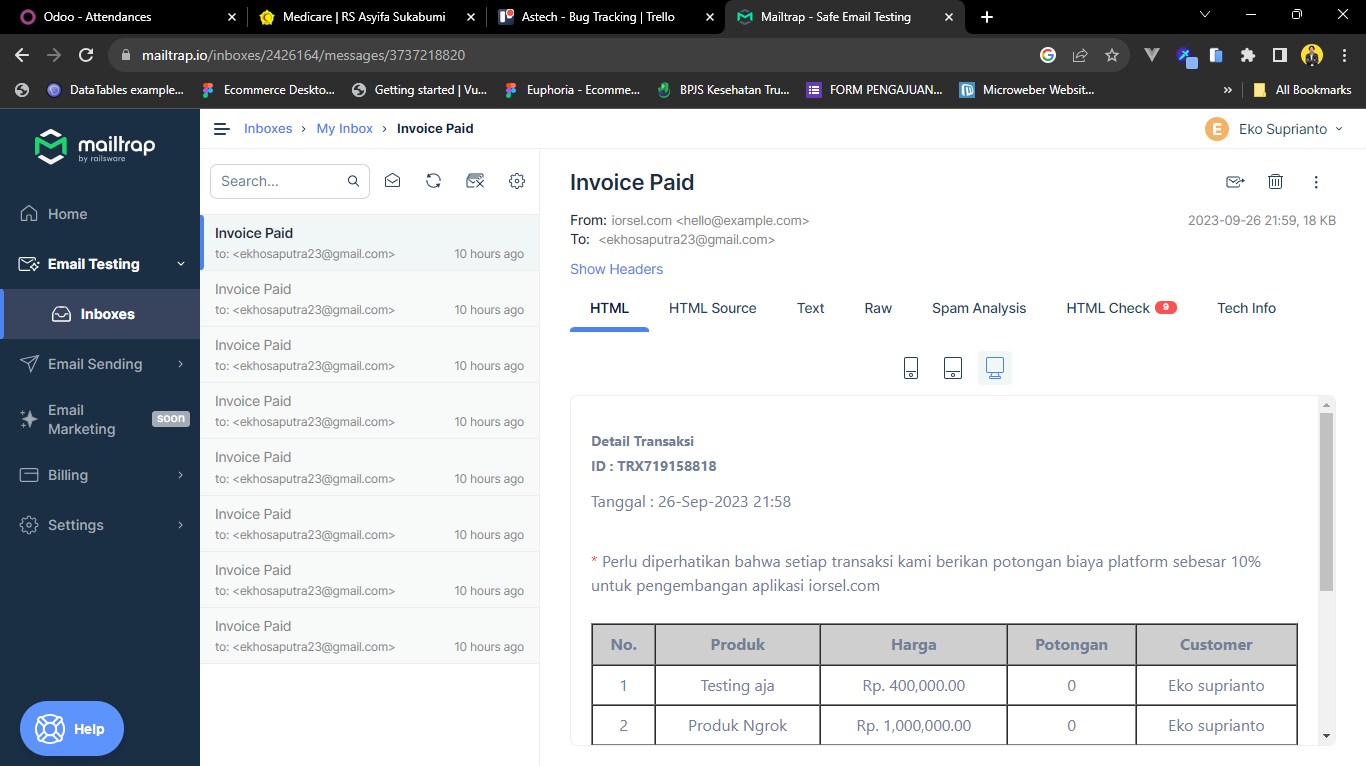 Odoo - Attendances
Medicare | RS Asyifa Sukabumi
Astech - Bug Tracking | Trello
Mailtrap - Safe Email Testing
mailtrap.io/inboxes/2426164/messages/3737218820
DataTables example...
Ecommerce Deskto...
Getting started | Vu...
Euphoria - Ecomme...
BPJS Kesehatan Tru...
FORM PENGAJUAN...
Microweber Websit...
» All Bookmarks
mailtrap
by railsware
Home
Email Testing
Inboxes
Email Sending
Email Marketing soon
Billing
Settings
Help
Inboxes › My Inbox › Invoice Paid
E Eko Suprianto
Search...
Invoice Paid
to: <ekhosaputra23@gmail.com> 10 hours ago
Invoice Paid
to: <ekhosaputra23@gmail.com> 10 hours ago
Invoice Paid
to: <ekhosaputra23@gmail.com> 10 hours ago
Invoice Paid
to: <ekhosaputra23@gmail.com> 10 hours ago
Invoice Paid
to: <ekhosaputra23@gmail.com> 10 hours ago
Invoice Paid
to: <ekhosaputra23@gmail.com> 10 hours ago
Invoice Paid
to: <ekhosaputra23@gmail.com> 10 hours ago
Invoice Paid
to: <ekhosaputra23@gmail.com> 10 hours ago
Invoice Paid
From: iorsel.com <hello@example.com> 2023-09-26 21:59, 18 KB
To: <ekhosaputra23@gmail.com>
Show Headers
HTML HTML Source Text Raw Spam Analysis HTML Check 9 Tech Info
Detail Transaksi
ID : TRX719158818
Tanggal : 26-Sep-2023 21:58
* Perlu diperhatikan bahwa setiap transaksi kami berikan potongan biaya platform sebesar 10%
untuk pengembangan aplikasi iorsel.com
No. Produk Harga Potongan Customer
1 Testing aja Rp. 400,000.00 0 Eko suprianto
2 Produk Ngrok Rp. 1,000,000.00 0 Eko suprianto